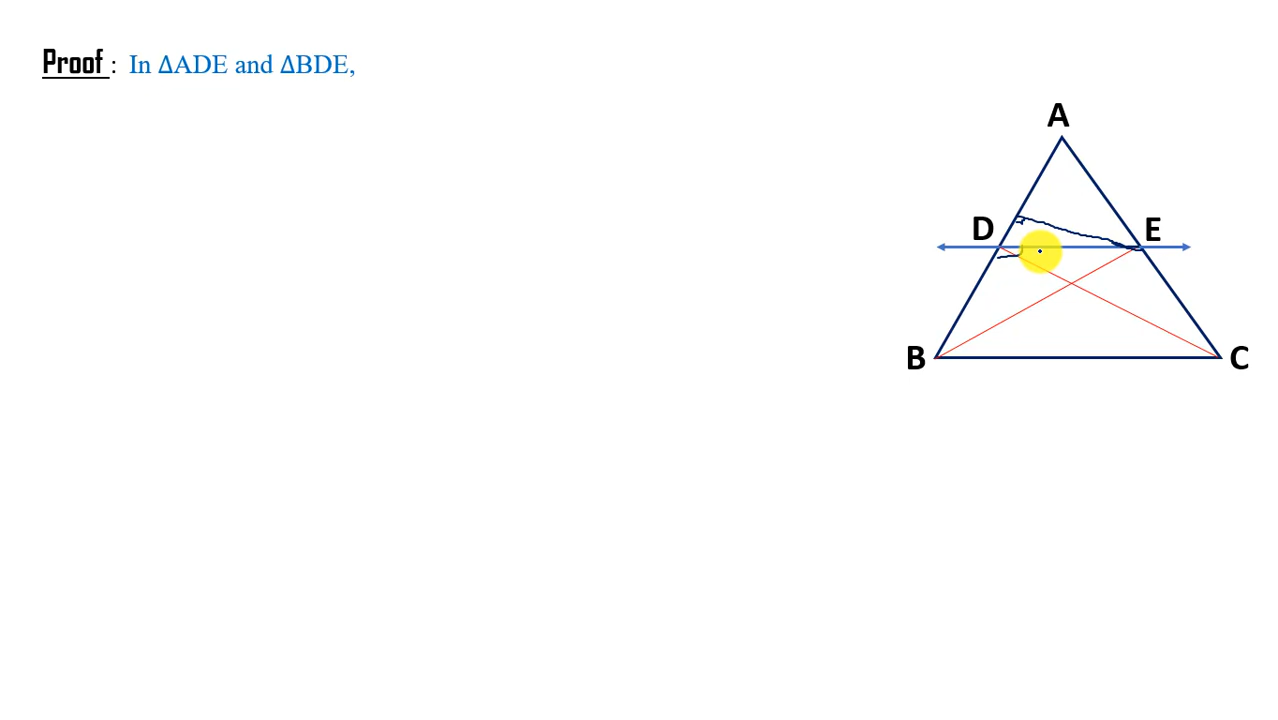 Proof : In ΔADE and ΔBDE,
A
D E
B C